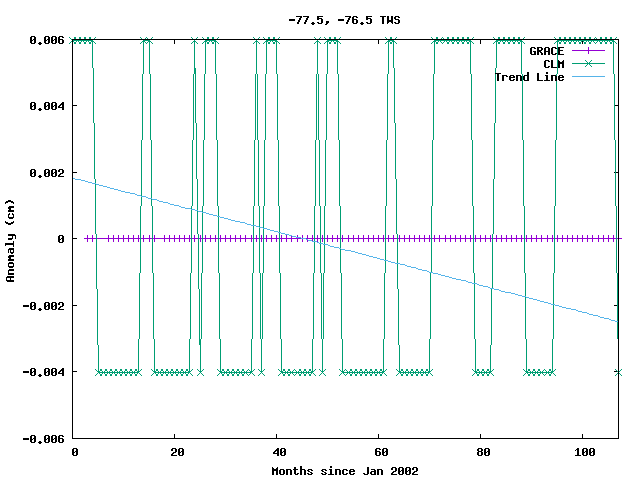 -77.5, -76.5 TWS
0.006
GRACE
CLM
Trend Line
0.004
0.002
0
-0.002
-0.004
-0.006
Anomaly (cm)
0 20 40 60 80 100
Months since Jan 2002